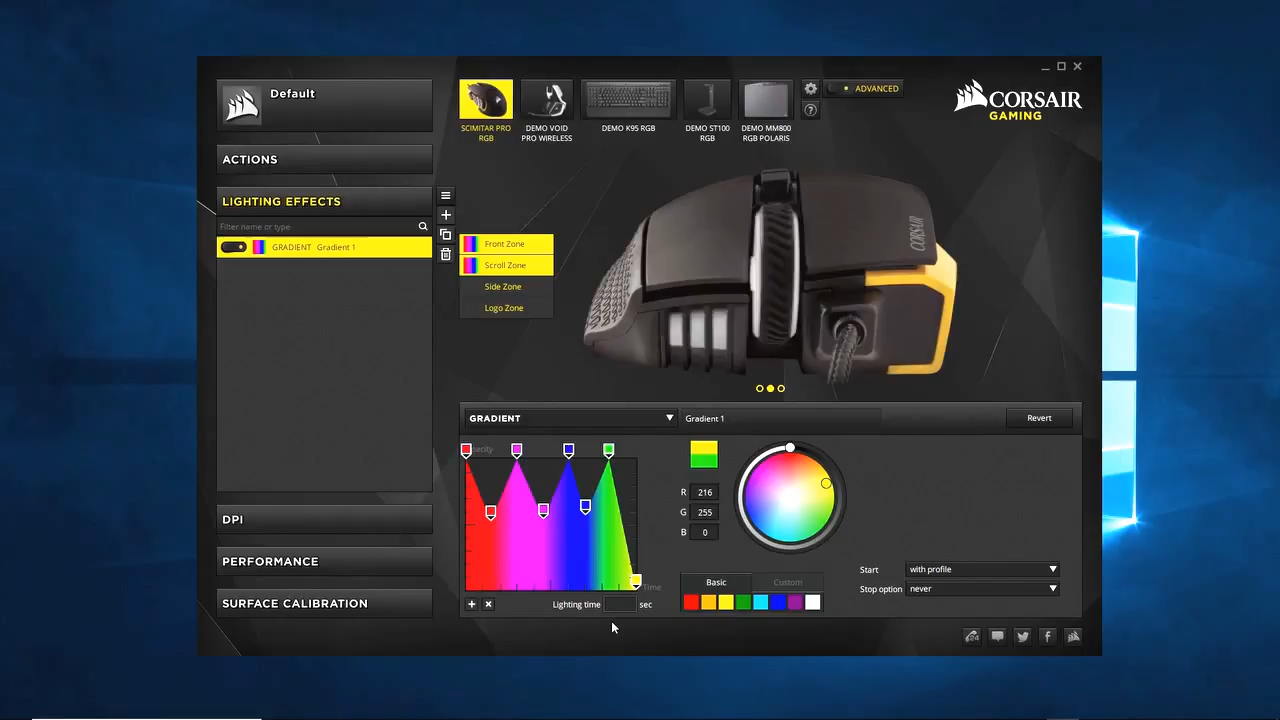 Default
ACTIONS
LIGHTING EFFECTS
Filter name or type
GRADIENT Gradient 1
DPI
PERFORMANCE
SURFACE CALIBRATION
SCIMITAR PRO
RGB
DEMO VOID
PRO WIRELESS
DEMO K95 RGB
DEMO ST100
RGB
DEMO MM800
RGB POLARIS
ADVANCED
CORSAIR
GAMING
Front Zone
Scroll Zone
Side Zone
Logo Zone
CORSAIR
GRADIENT
Gradient 1
Revert
R 216
G 255
B 0
Time
Lighting time
sec
Basic
Custom
Start with profile
Stop option never
24